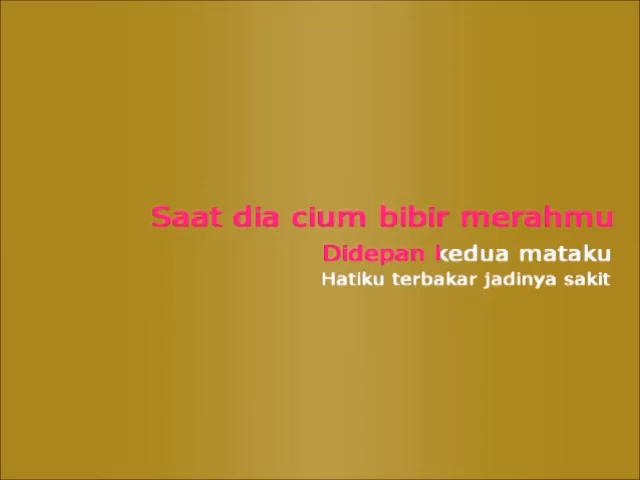 Saat dia cium bibir merahmu
Didepan kedua mataku
Hatiku terbakar jadinya sakit